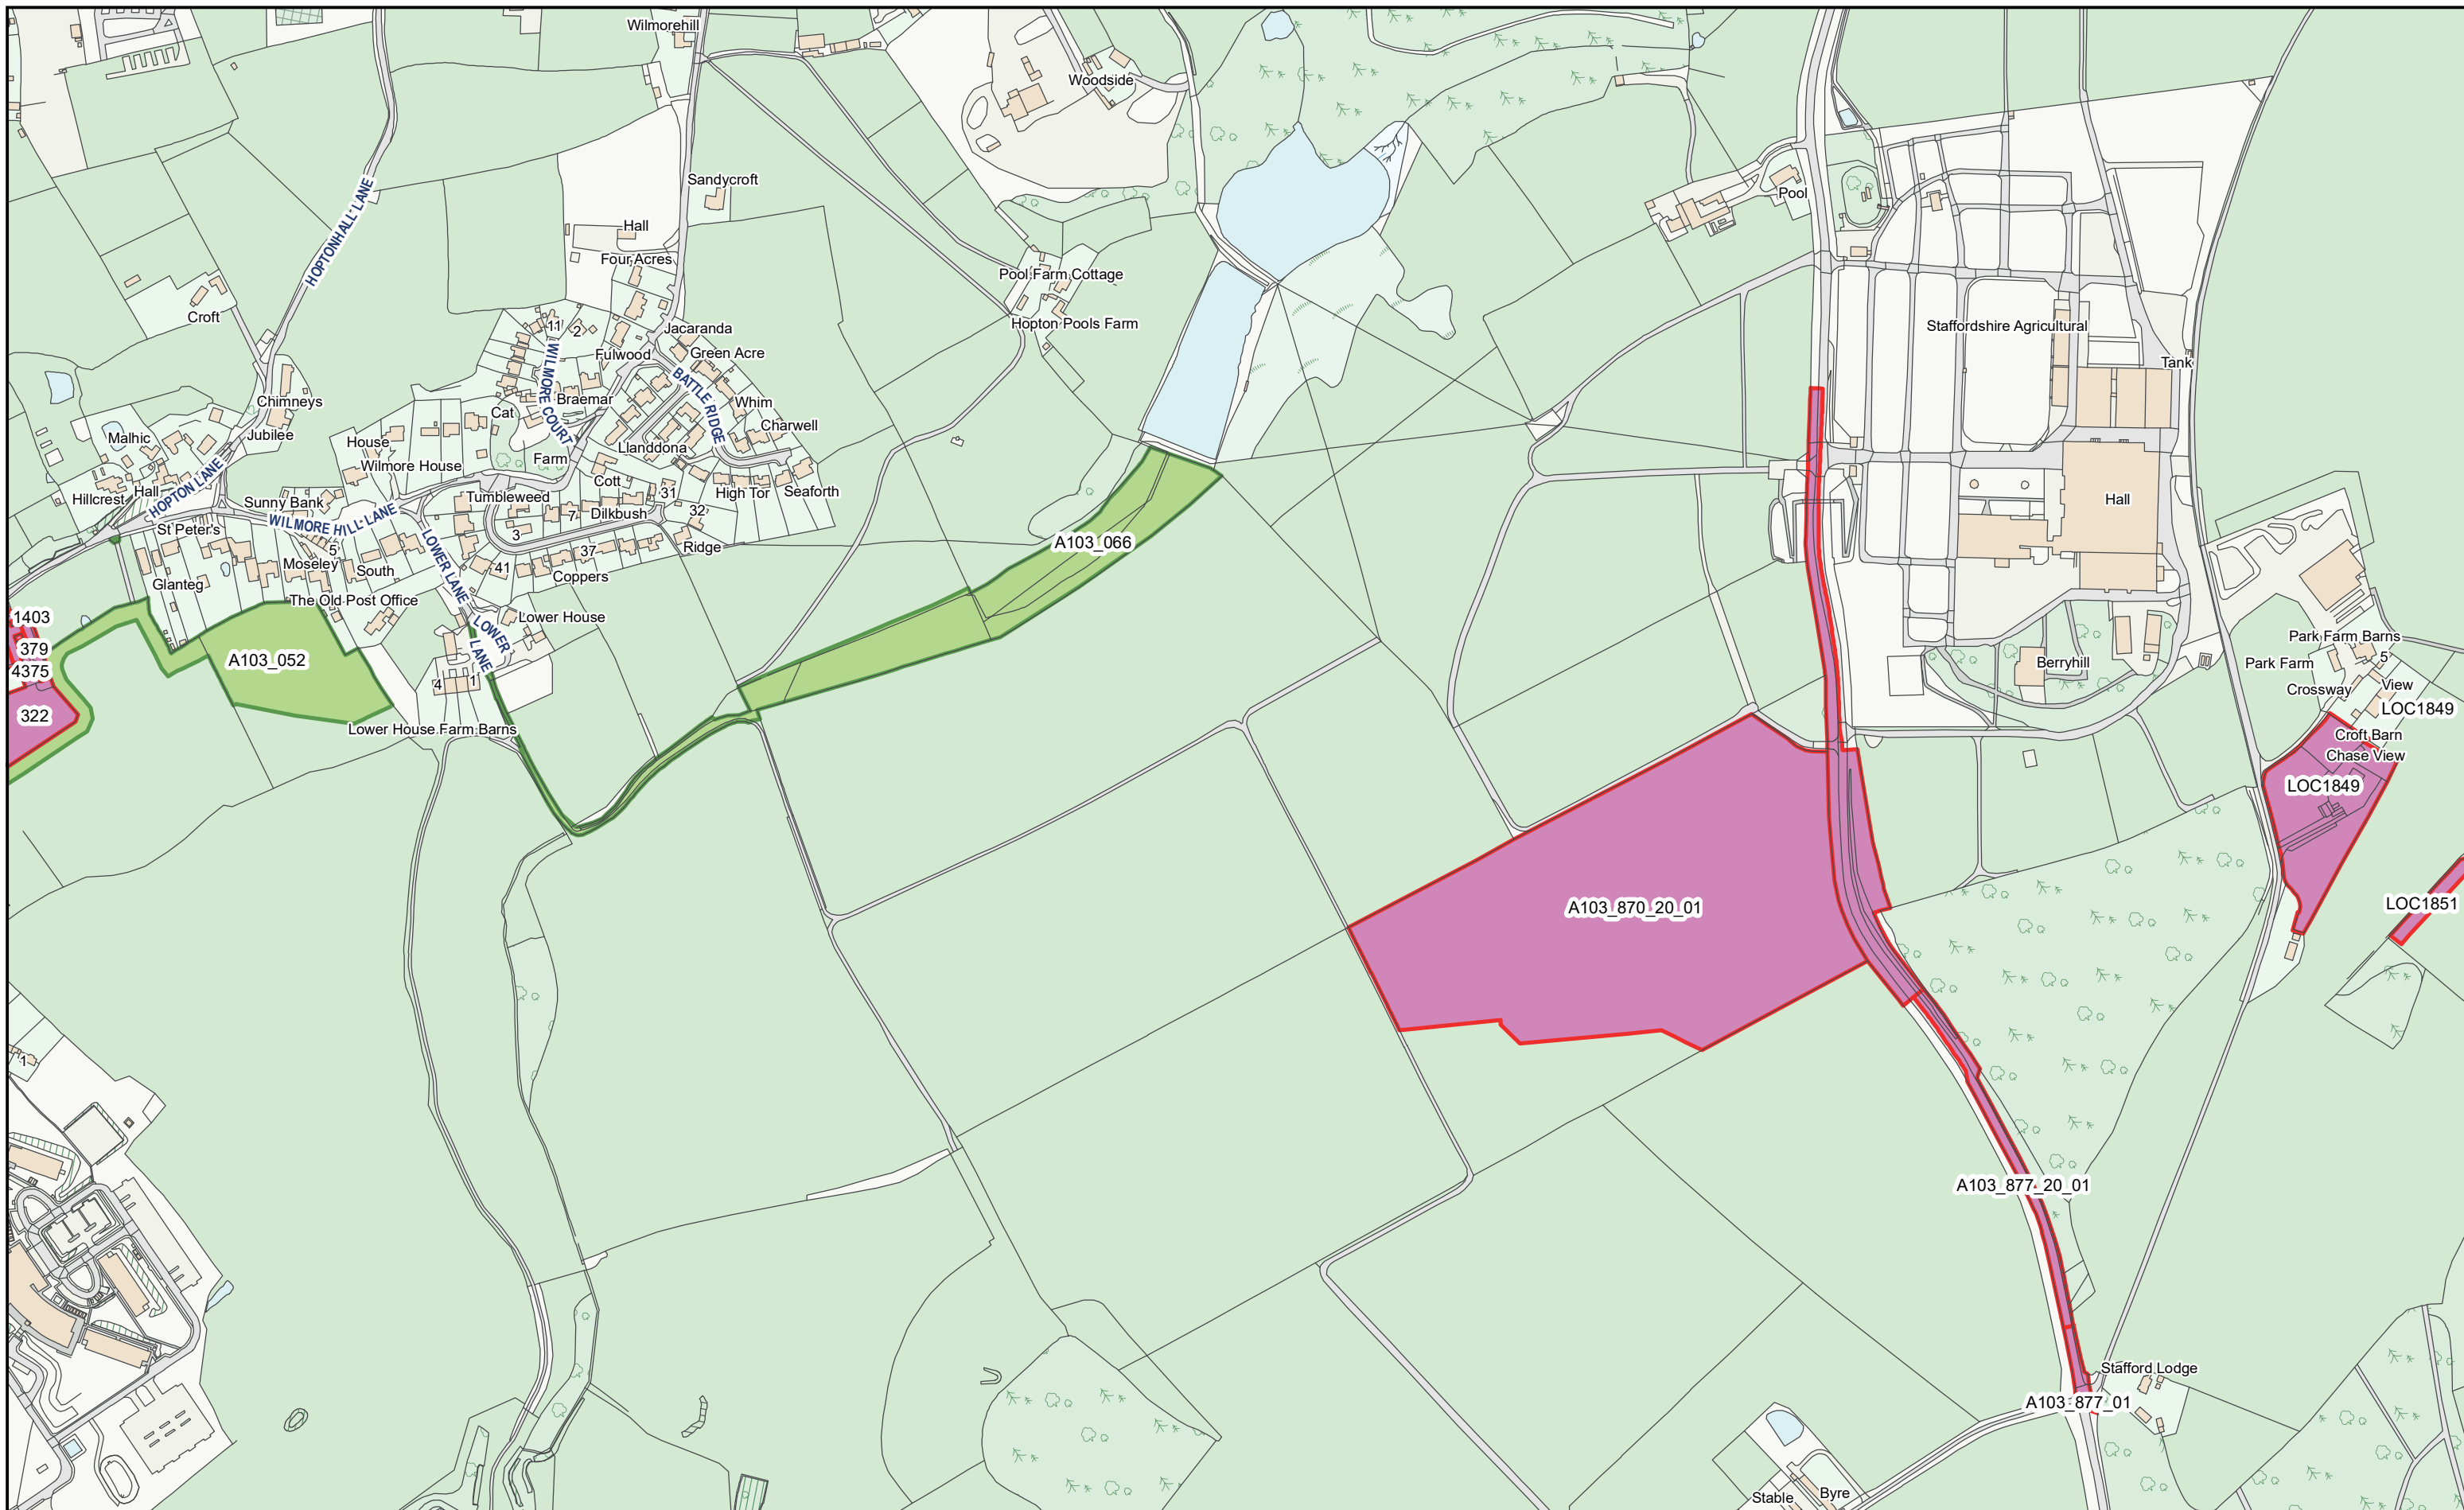 Wilmorehill
Woodside
Sandycroft
Pool
Hall
Four Acres
HOPTONHALL LANE
Pool Farm Cottage
Croft
Hopton Pools Farm
11
2
Jacaranda
Staffordshire Agricultural
Fulwood
Green Acre
Tank
WILMORE COURT
BATTLE RIDGE
Chimneys
Braemar
Whim
Cat
Charwell
Malhic
Jubilee
House
Llanddona
Wilmore House
Farm
Cott
Hillcrest
Hall
HOPTON LANE
Sunny Bank
Tumbleweed
31
High Tor
Seaforth
Hall
St Peter's
WILMORE HILL LANE
7
Dilkbush
32
3
A103_066
5
37
Ridge
Moseley
South
LOWER LANE
41
Coppers
Glanteg
The Old Post Office
1403
Lower House
LOWER LANE
379
A103_052
4375
4
1
322
Lower House Farm Barns
Park Farm Barns
Berryhill
Park Farm
5
Crossway
View
LOC1849
Croft Barn
Chase View
LOC1849
A103_870_20_01
LOC1851
1
A103_877_20_01
Stafford Lodge
A103_877_01
Stable
Byre